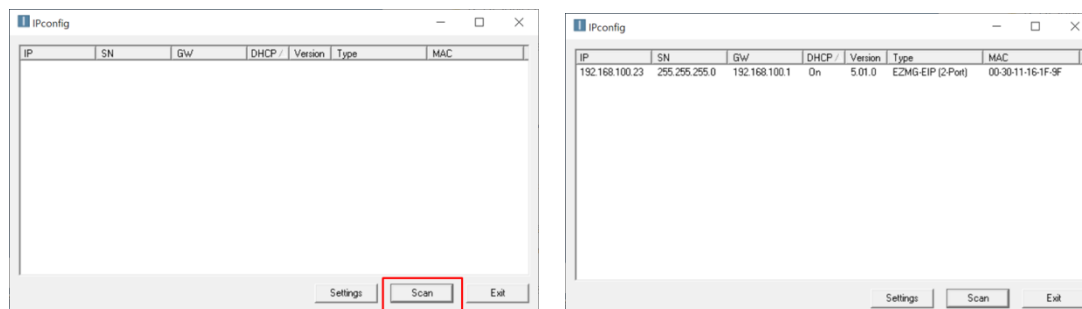 IPconfig
IP SN GW DHCP / Version Type MAC
Settings Scan Exit
IPconfig
IP SN GW DHCP / Version Type MAC
192.168.100.23 255.255.255.0 192.168.100.1 On 5.01.0 EZMG-EIP (2-Port) 00-30-11-16-1F-9F
Settings Scan Exit